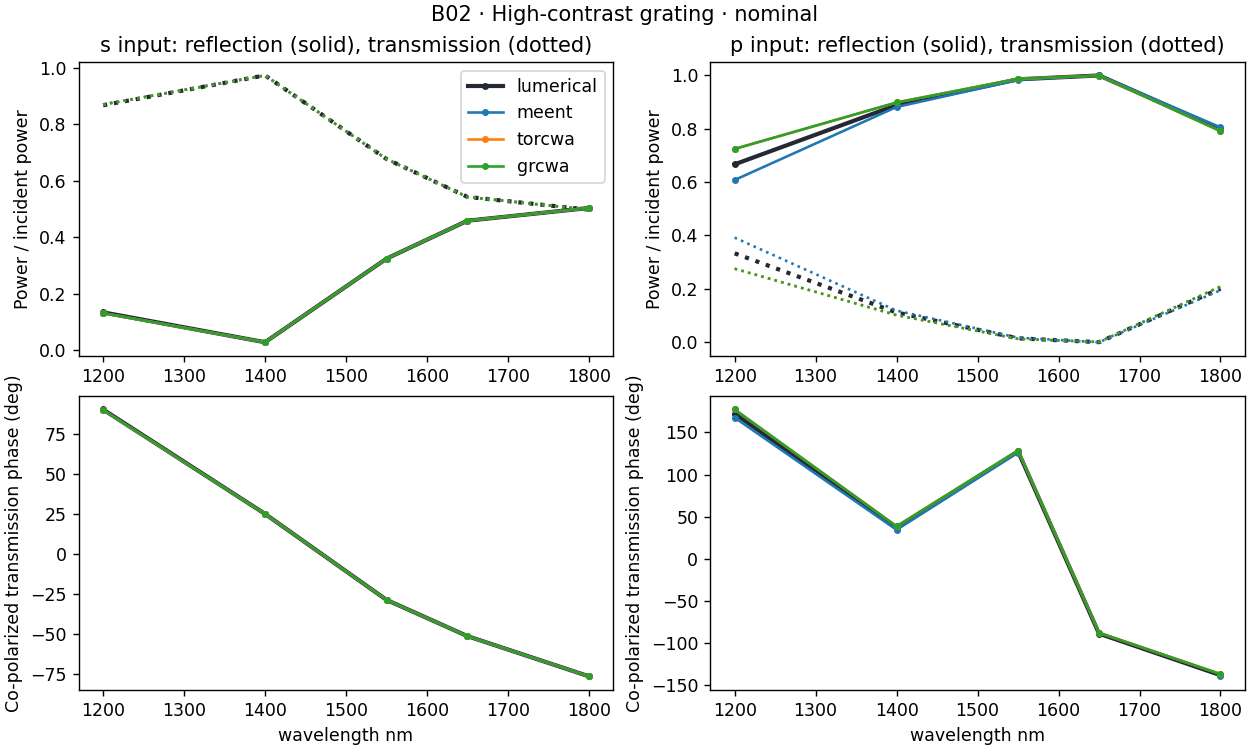 B02 · High-contrast grating · nominal
s input: reflection (solid), transmission (dotted)
Power / incident power
1.0
0.8
0.6
0.4
0.2
0.0
lumerical
meent
torcwa
grcwa
1200 1300 1400 1500 1600 1700 1800
p input: reflection (solid), transmission (dotted)
Power / incident power
1.0
0.8
0.6
0.4
0.2
0.0
1200 1300 1400 1500 1600 1700 1800
Co-polarized transmission phase (deg)
75
50
25
0
−25
−50
−75
1200 1300 1400 1500 1600 1700 1800
wavelength nm
Co-polarized transmission phase (deg)
150
100
50
0
−50
−100
−150
1200 1300 1400 1500 1600 1700 1800
wavelength nm